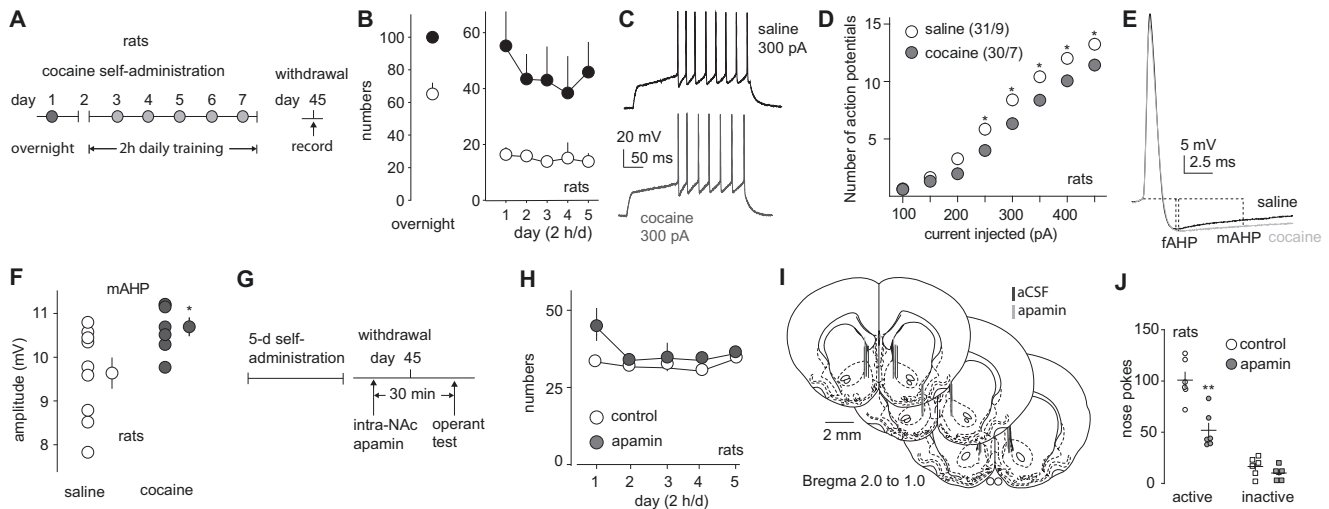 A
rats
cocaine self-administration
withdrawal
day 1 2 3 4 5 6 7
day 45
overnight
2h daily training
record
B
numbers
100
80
60
40
20
0
overnight
60
40
20
0
rats
1 2 3 4 5
day (2 h/d)
C
saline
300 pA
20 mV
50 ms
cocaine
300 pA
D
Number of action potentials
15
10
5
saline (31/9)
cocaine (30/7)
* * * * *
rats
100 200 300 400
current injected (pA)
E
5 mV
2.5 ms
saline
fAHP
mAHP
cocaine
F
mAHP
amplitude (mV)
11
10
9
8
*
rats
saline
cocaine
G
5-d self-
administration
withdrawal
day 45
30 min
intra-NAc
apamin
operant
test
H
numbers
50
25
0
control
apamin
rats
1 2 3 4 5
day (2 h/d)
I
aCSF
apamin
2 mm
Bregma 2.0 to 1.0
J
nose pokes
150
100
50
0
rats
control
apamin
**
active
inactive